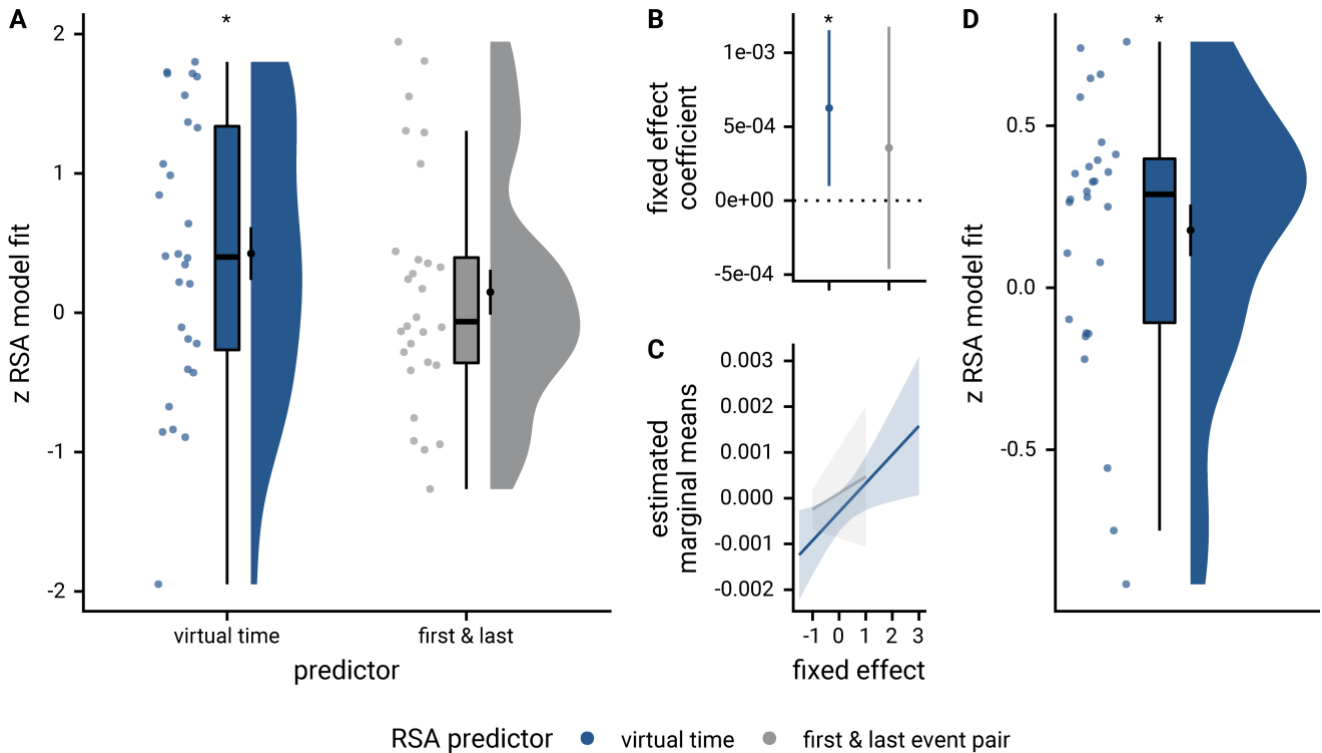 A
*
2
1
0
-1
-2
z RSA model fit
virtual time
first & last
predictor
B
*
1e-03
5e-04
0e+00
-5e-04
fixed effect
coefficient
C
0.003
0.002
0.001
0.000
-0.001
-0.002
estimated
marginal means
-1 0 1 2 3
fixed effect
D
*
0.5
0.0
-0.5
z RSA model fit
RSA predictor virtual time first & last event pair